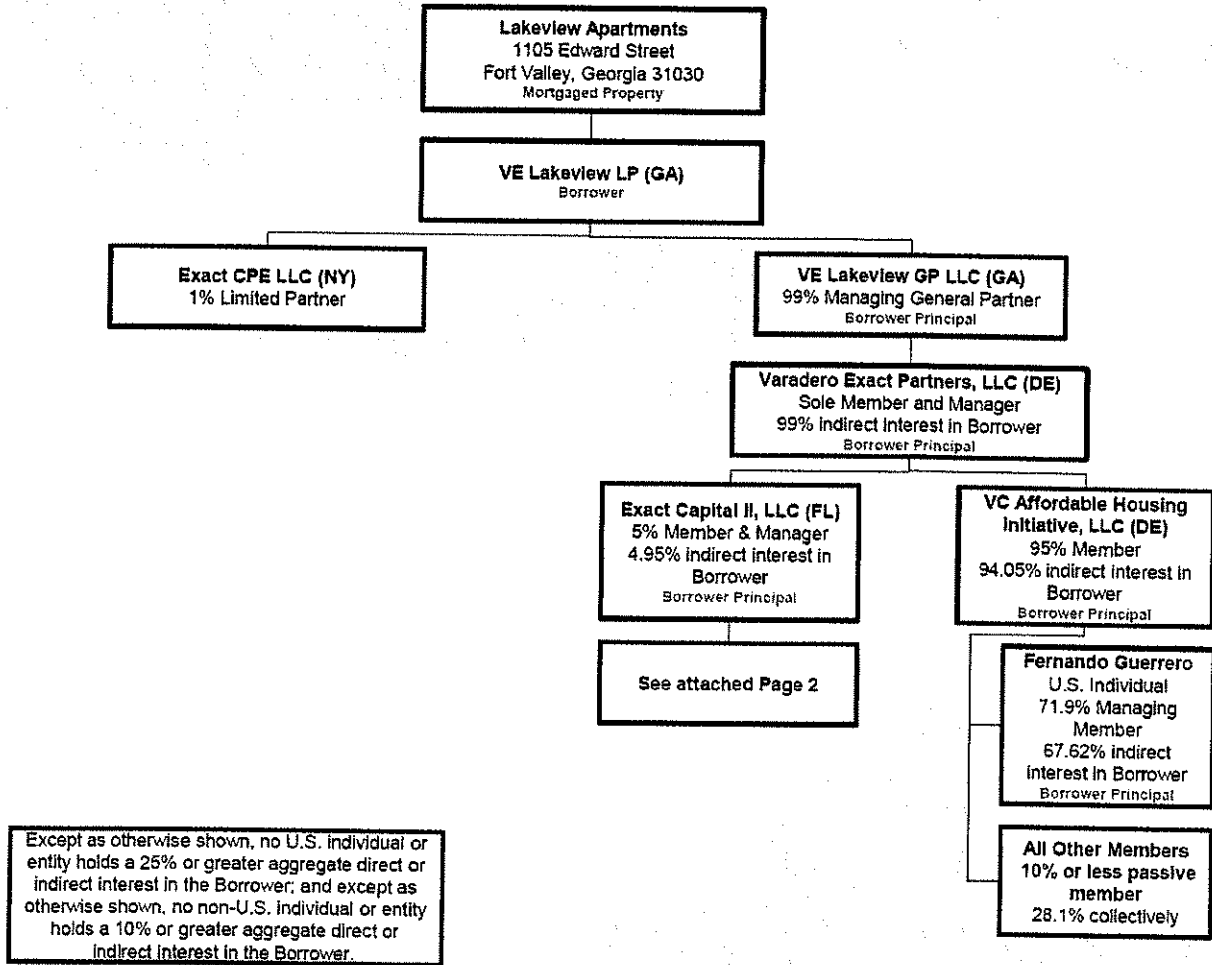 Lakeview Apartments
1105 Edward Street
Fort Valley, Georgia 31030
Mortgaged Property
VE Lakeview LP (GA)
Borrower
Exact CPE LLC (NY)
1% Limited Partner
VE Lakeview GP LLC (GA)
99% Managing General Partner
Borrower Principal
Varadero Exact Partners, LLC (DE)
Sole Member and Manager
99% Indirect Interest in Borrower
Borrower Principal
Exact Capital II, LLC (FL)
5% Member & Manager
4.95% indirect interest in
Borrower
Borrower Principal
VC Affordable Housing
Initiative, LLC (DE)
95% Member
94.05% indirect interest in
Borrower
Borrower Principal
See attached Page 2
Fernando Guerrero
U.S. Individual
71.9% Managing
Member
67.62% indirect
interest in Borrower
Borrower Principal
All Other Members
10% or less passive
member
28.1% collectively
Except as otherwise shown, no U.S. individual or
entity holds a 25% or greater aggregate direct or
indirect interest in the Borrower; and except as
otherwise shown, no non-U.S. individual or entity
holds a 10% or greater aggregate direct or
indirect interest in the Borrower.